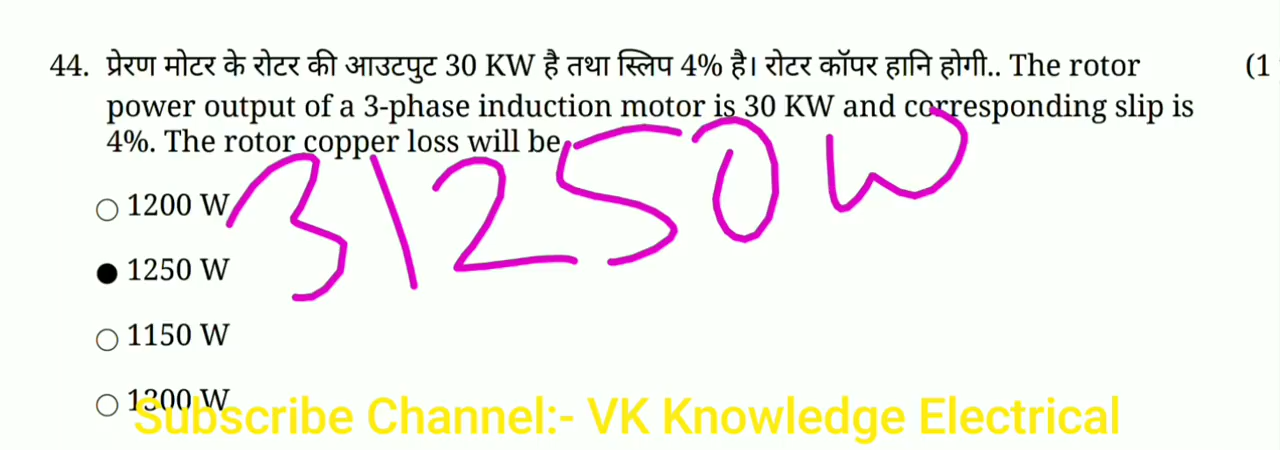 44. प्रेरण मोटर के रोटर की आउटपुट 30 KW है तथा स्लिप 4% है। रोटर कॉपर हानि होगी.. The rotor (1
power output of a 3-phase induction motor is 30 KW and corresponding slip is
4%. The rotor copper loss will be
31250W
1200 W
1250 W
1150 W
1300 W
Subscribe Channel:- VK Knowledge Electrical